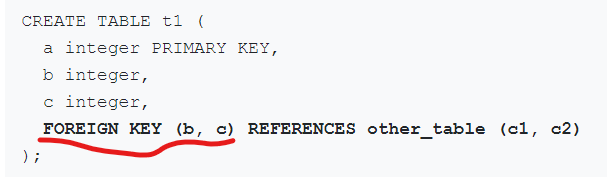 CREATE TABLE t1 (
  a integer PRIMARY KEY,
  b integer,
  c integer,
  FOREIGN KEY (b, c) REFERENCES other_table (c1, c2)
);